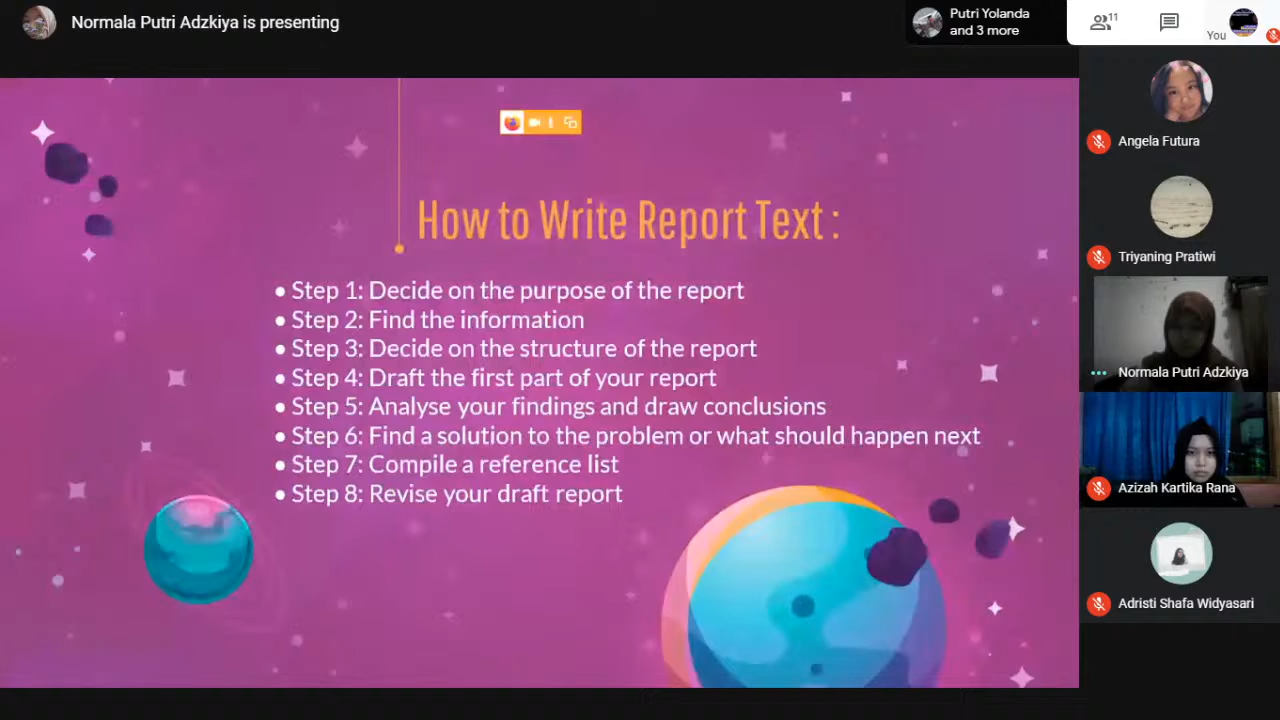 Normala Putri Adzkiya is presenting
Putri Yolanda
and 3 more
11
You
How to Write Report Text :
• Step 1: Decide on the purpose of the report
• Step 2: Find the information
• Step 3: Decide on the structure of the report
• Step 4: Draft the first part of your report
• Step 5: Analyse your findings and draw conclusions
• Step 6: Find a solution to the problem or what should happen next
• Step 7: Compile a reference list
• Step 8: Revise your draft report
Angela Futura
Triyaning Pratiwi
Normala Putri Adzkiya
Azizah Kartika Rana
Adristi Shafa Widyasari